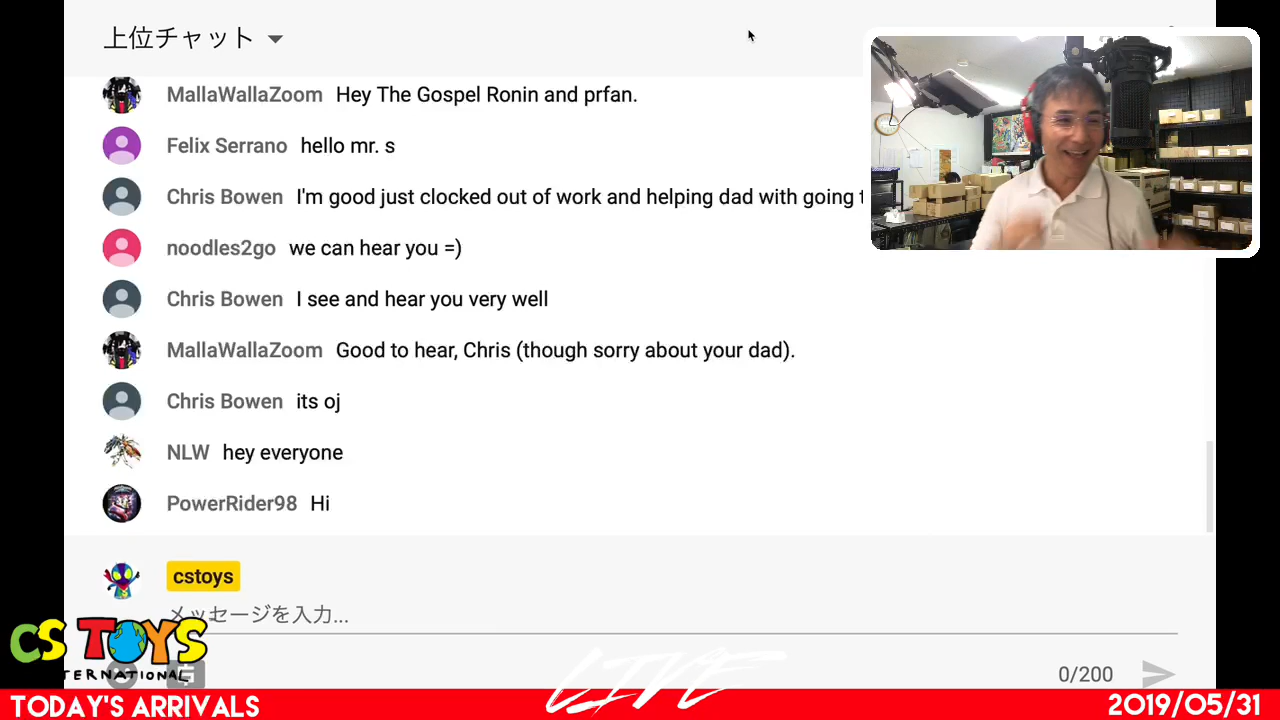 上位チャット
MallaWallaZoom Hey The Gospel Ronin and prfan.
Felix Serrano hello mr. s
Chris Bowen I'm good just clocked out of work and helping dad with going
noodles2go we can hear you =)
Chris Bowen I see and hear you very well
MallaWallaZoom Good to hear, Chris (though sorry about your dad).
Chris Bowen its oj
NLW hey everyone
PowerRider98 Hi
cstoys
メッセージを入力...
CS TOYS
TERNATIONAL
0/200
LIVE
TODAY'S ARRIVALS
2019/05/31